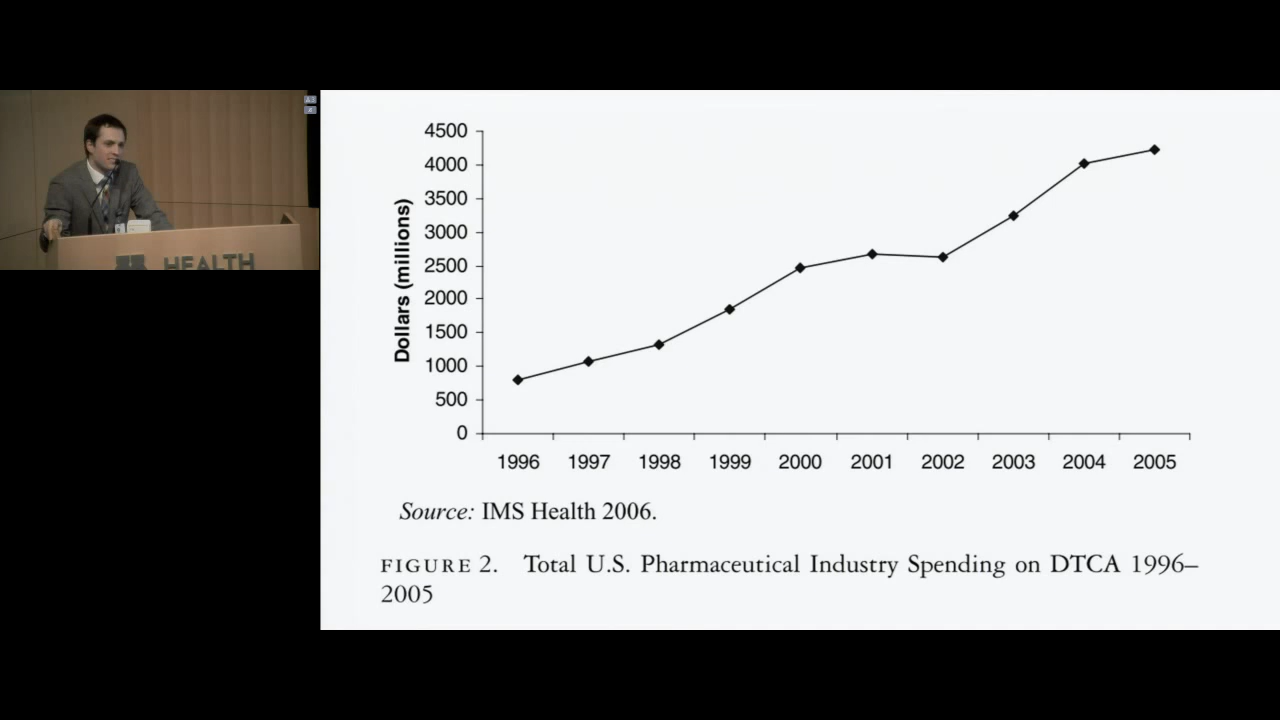 HEALTH
4500
4000
3500
3000
2500
2000
1500
1000
500
0
Dollars (millions)
1996 1997 1998 1999 2000 2001 2002 2003 2004 2005
Source: IMS Health 2006.
FIGURE 2. Total U.S. Pharmaceutical Industry Spending on DTCA 1996–
2005